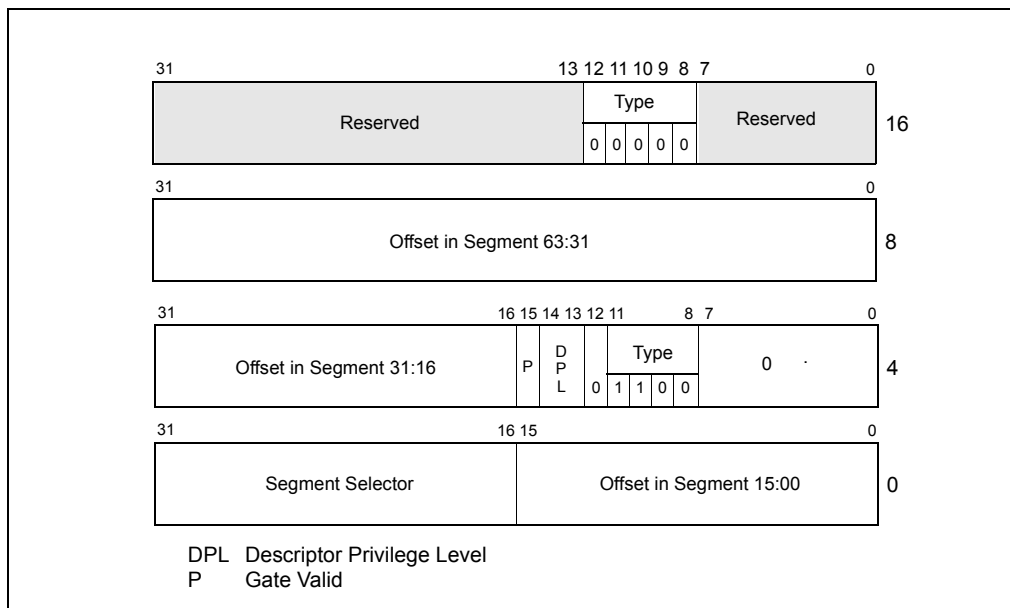 31 13 12 11 10 9 8 7 0
Type
Reserved Reserved 16
0 0 0 0 0
31 0
Offset in Segment 63:31 8
31 16 15 14 13 12 11 8 7 0
D
Type
Offset in Segment 31:16 P P 0 . 4
L 0 1 1 0 0
31 16 15 0
Segment Selector Offset in Segment 15:00 0
DPL Descriptor Privilege Level
P Gate Valid